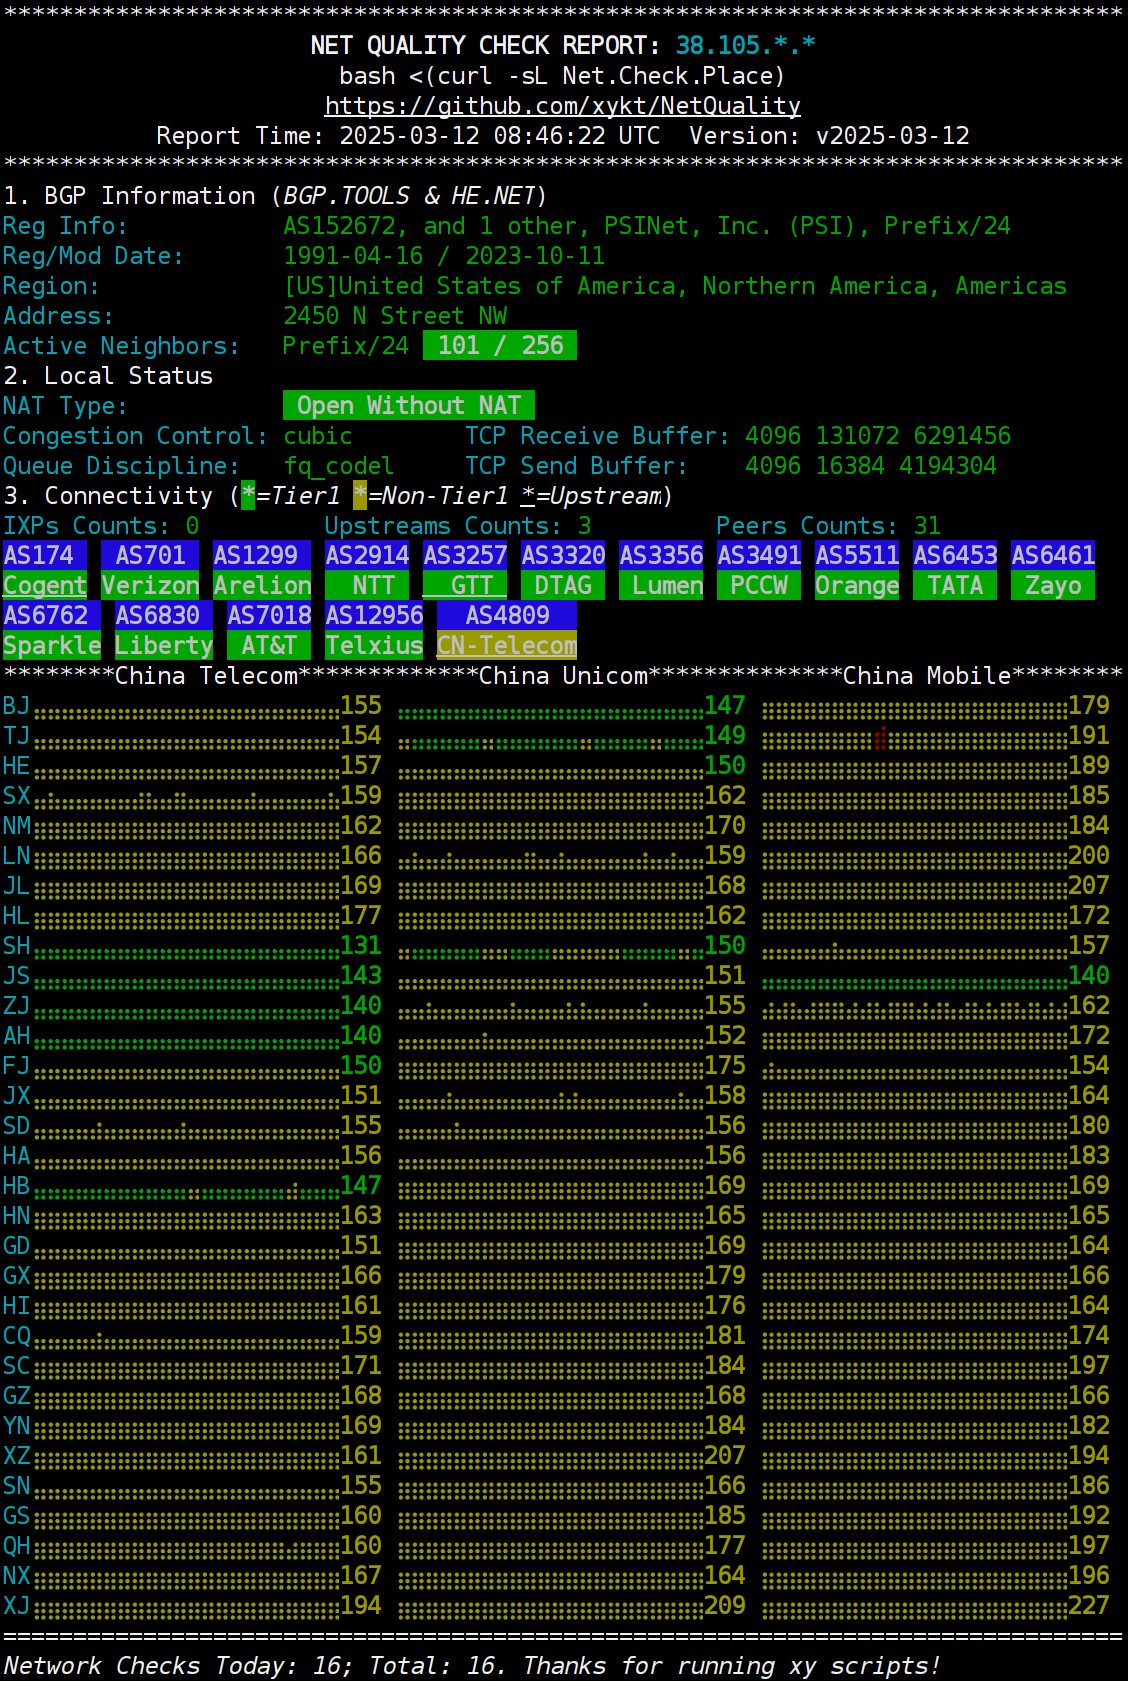 ********************************************************************************
NET QUALITY CHECK REPORT: 38.105.*.*
bash <(curl -sL Net.Check.Place)
https://github.com/xykt/NetQuality
Report Time: 2025-03-12 08:46:22 UTC  Version: v2025-03-12
********************************************************************************
1. BGP Information (BGP.TOOLS & HE.NET)
Reg Info: AS152672, and 1 other, PSINet, Inc. (PSI), Prefix/24
Reg/Mod Date: 1991-04-16 / 2023-10-11
Region: [US]United States of America, Northern America, Americas
Address: 2450 N Street NW
Active Neighbors: Prefix/24 101 / 256
2. Local Status
NAT Type: Open Without NAT
Congestion Control: cubic TCP Receive Buffer: 4096 131072 6291456
Queue Discipline: fq_codel TCP Send Buffer: 4096 16384 4194304
3. Connectivity (*=Tier1 *=Non-Tier1 *=Upstream)
IXPs Counts: 0 Upstreams Counts: 3 Peers Counts: 31
AS174 AS701 AS1299 AS2914 AS3257 AS3320 AS3356 AS3491 AS5511 AS6453 AS6461
Cogent Verizon Arelion NTT GTT DTAG Lumen PCCW Orange TATA Zayo
AS6762 AS6830 AS7018 AS12956 AS4809
Sparkle Liberty AT&T Telxius CN-Telecom
********China Telecom*************China Unicom**************China Mobile********
BJ 155 147 179
TJ 154 149 191
HE 157 150 189
SX 159 162 185
NM 162 170 184
LN 166 159 200
JL 169 168 207
HL 177 162 172
SH 131 150 157
JS 143 151 140
ZJ 140 155 162
AH 140 152 172
FJ 150 175 154
JX 151 158 164
SD 155 156 180
HA 156 156 183
HB 147 169 169
HN 163 165 165
GD 151 169 164
GX 166 179 166
HI 161 176 164
CQ 159 181 174
SC 171 184 197
GZ 168 168 166
YN 169 184 182
XZ 161 207 194
SN 155 166 186
GS 160 185 192
QH 160 177 197
NX 167 164 196
XJ 194 209 227
================================================================================
Network Checks Today: 16; Total: 16. Thanks for running xy scripts!